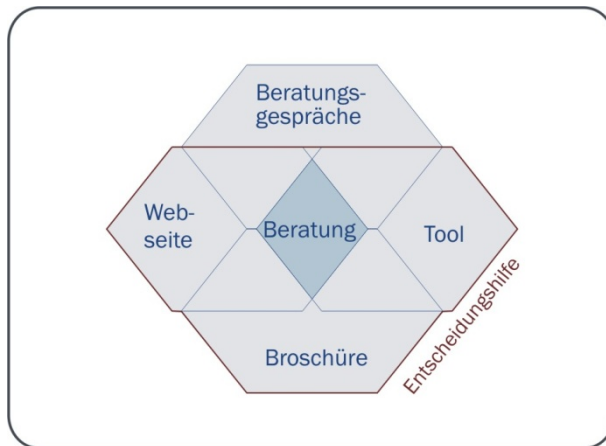 Beratungs-
gespräche
Web-
seite
Beratung
Tool
Broschüre
Entscheidungshilfe